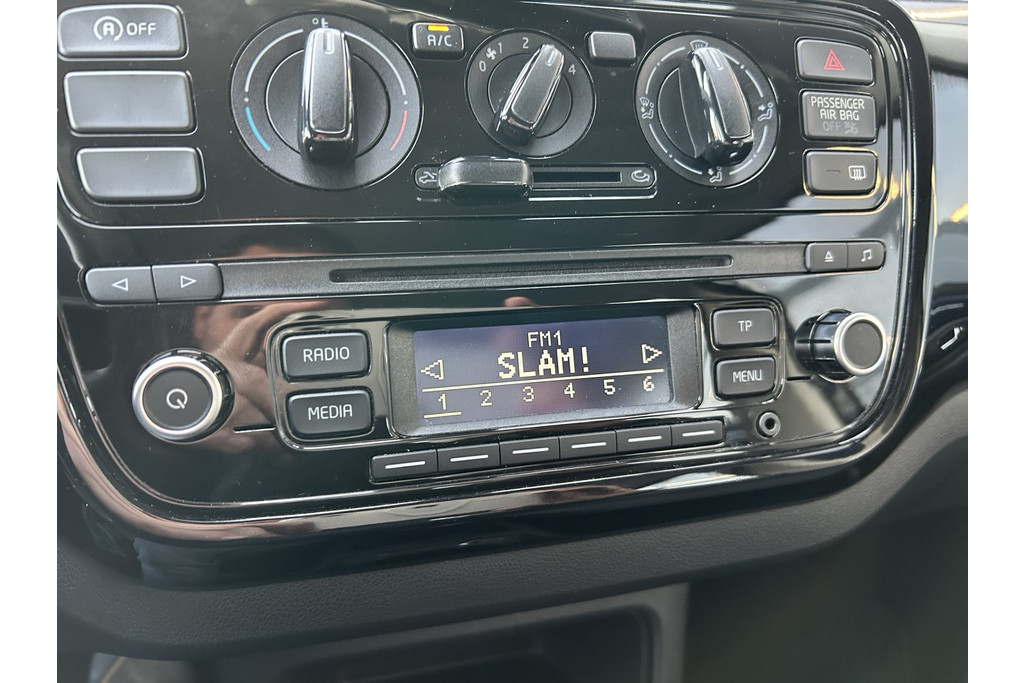 A OFF
A/C
0 1 2 4
PASSENGER
AIR BAG
OFF
RADIO
MEDIA
FM1
SLAM!
1 2 3 4 5 6
TP
MENU